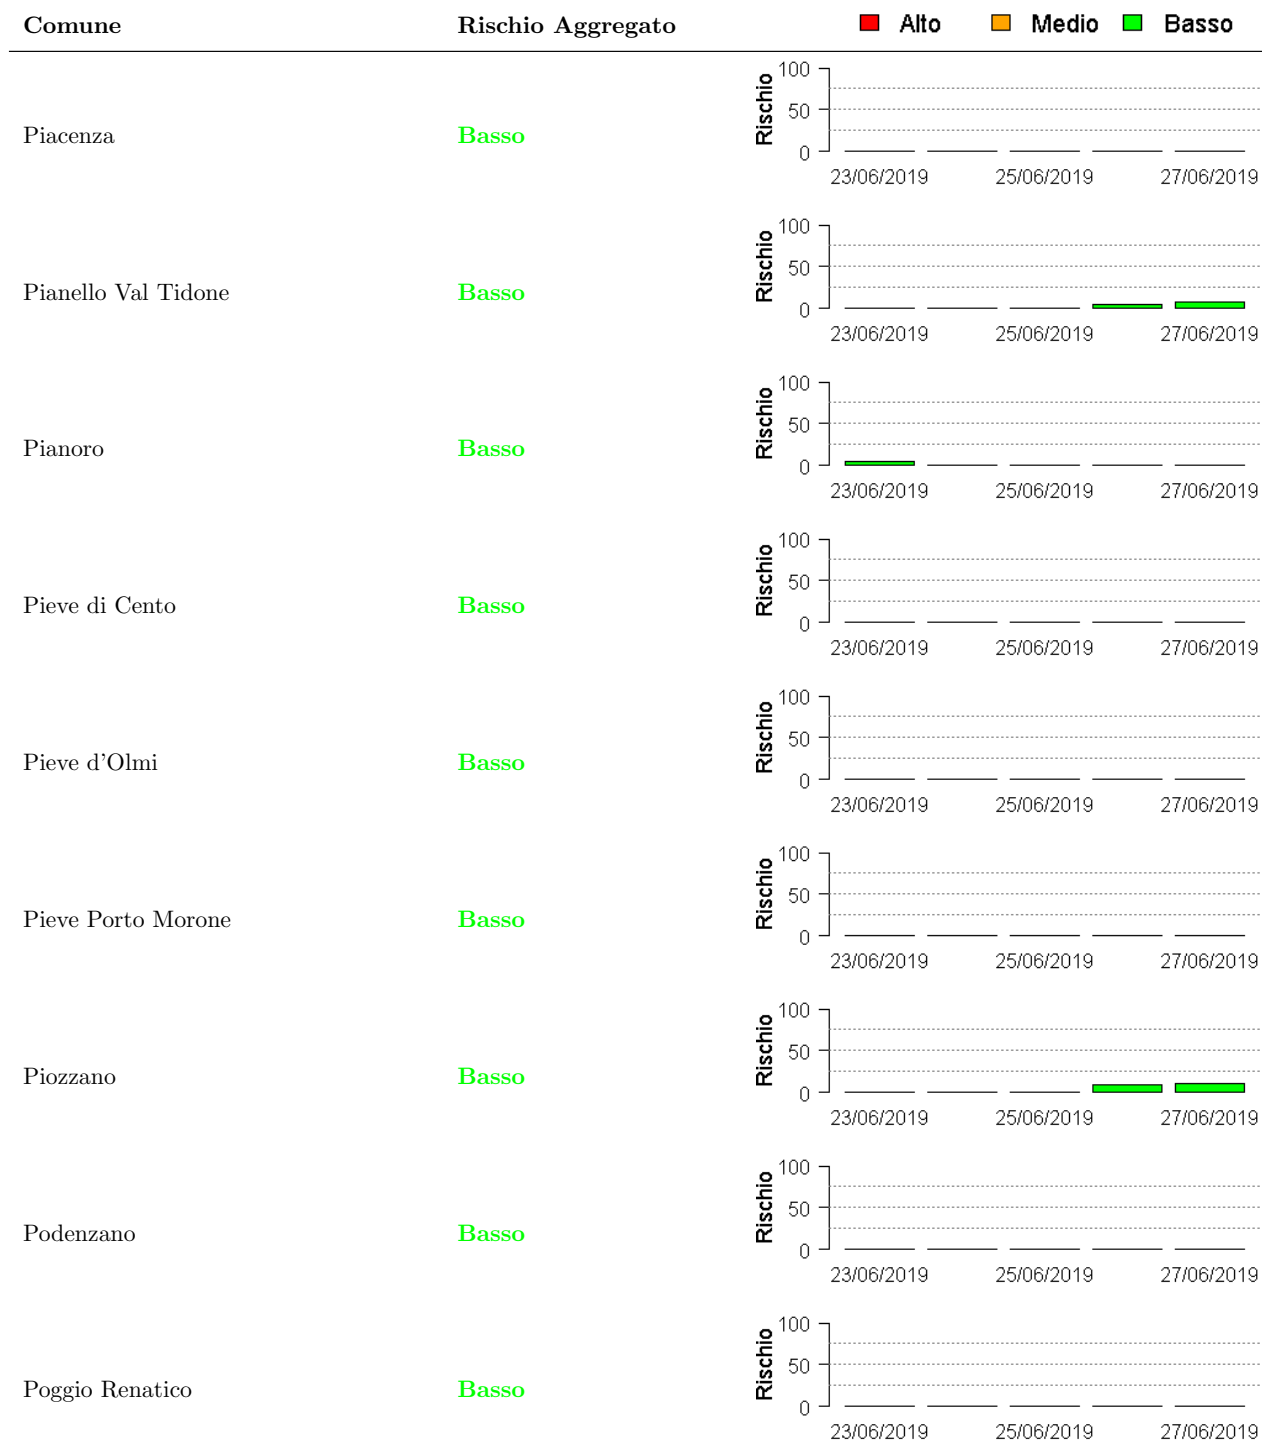 Comune Rischio Aggregato Alto Medio Basso
100
50
0
Rischio
Piacenza Basso
23/06/2019 25/06/2019 27/06/2019
100
50
0
Rischio
Pianello Val Tidone Basso
23/06/2019 25/06/2019 27/06/2019
100
50
0
Rischio
Pianoro Basso
23/06/2019 25/06/2019 27/06/2019
100
50
0
Rischio
Pieve di Cento Basso
23/06/2019 25/06/2019 27/06/2019
100
50
0
Rischio
Pieve d'Olmi Basso
23/06/2019 25/06/2019 27/06/2019
100
50
0
Rischio
Pieve Porto Morone Basso
23/06/2019 25/06/2019 27/06/2019
100
50
0
Rischio
Piozzano Basso
23/06/2019 25/06/2019 27/06/2019
100
50
0
Rischio
Podenzano Basso
23/06/2019 25/06/2019 27/06/2019
100
50
0
Rischio
Poggio Renatico Basso
23/06/2019 25/06/2019 27/06/2019